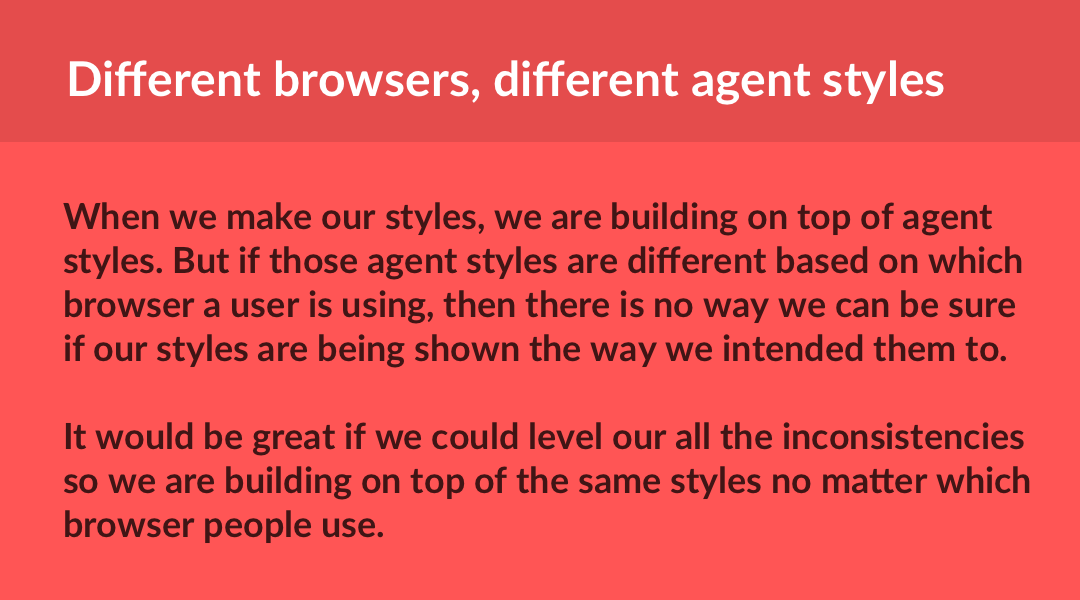 Different browsers, different agent styles
When we make our styles, we are building on top of agent
styles. But if those agent styles are different based on which
browser a user is using, then there is no way we can be sure
if our styles are being shown the way we intended them to.
It would be great if we could level our all the inconsistencies
so we are building on top of the same styles no matter which
browser people use.